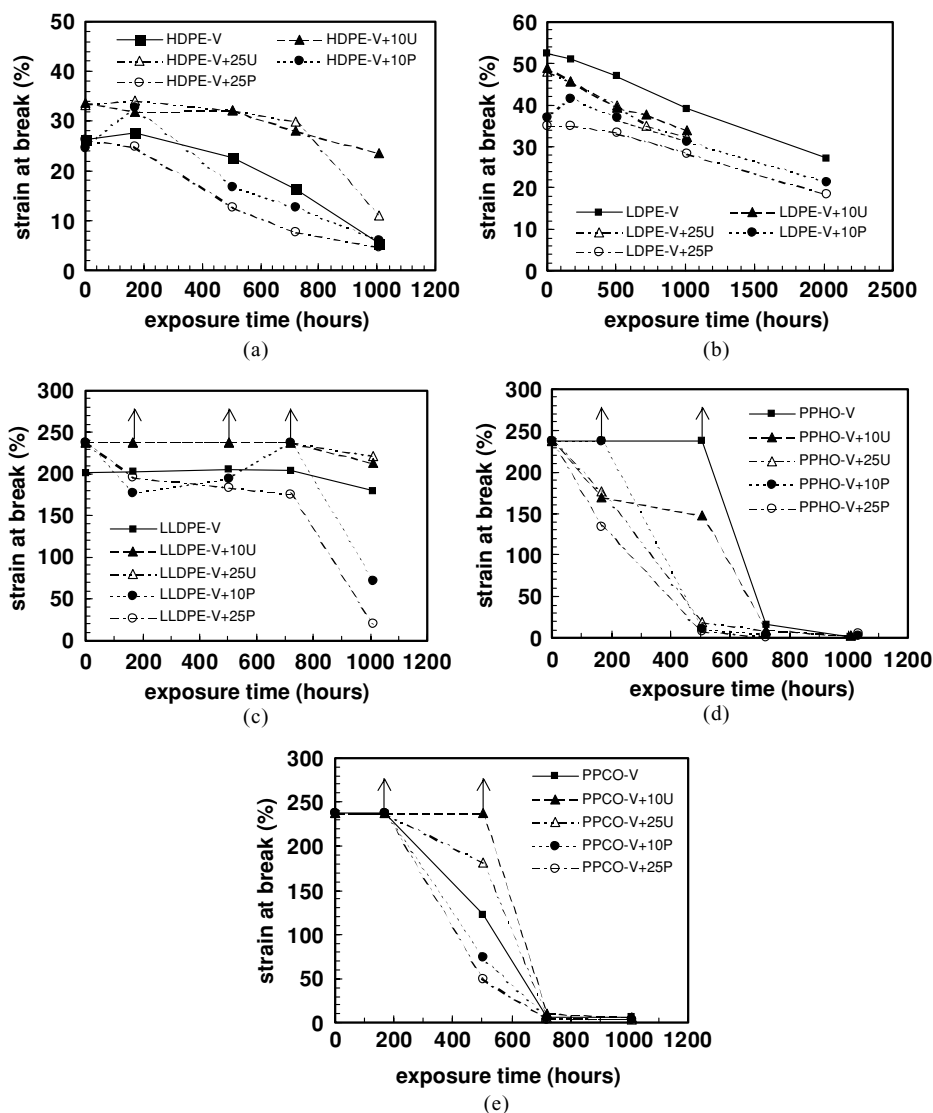 50
40
30
20
10
0
strain at break (%)
HDPE-V HDPE-V+10U
HDPE-V+25U HDPE-V+10P
HDPE-V+25P
0 200 400 600 800 1000 1200
exposure time (hours)
(a)
60
50
40
30
20
10
0
strain at break (%)
LDPE-V LDPE-V+10U
LDPE-V+25U LDPE-V+10P
LDPE-V+25P
0 500 1000 1500 2000 2500
exposure time (hours)
(b)
300
250
200
150
100
50
0
strain at break (%)
LLDPE-V
LLDPE-V+10U
LLDPE-V+25U
LLDPE-V+10P
LLDPE-V+25P
0 200 400 600 800 1000 1200
exposure time (hours)
(c)
300
250
200
150
100
50
0
strain at break (%)
PPHO-V
PPHO-V+10U
PPHO-V+25U
PPHO-V+10P
PPHO-V+25P
0 200 400 600 800 1000 1200
exposure time (hours)
(d)
300
250
200
150
100
50
0
strain at break (%)
PPCO-V
PPCO-V+10U
PPCO-V+25U
PPCO-V+10P
PPCO-V+25P
0 200 400 600 800 1000 1200
exposure time (hours)
(e)